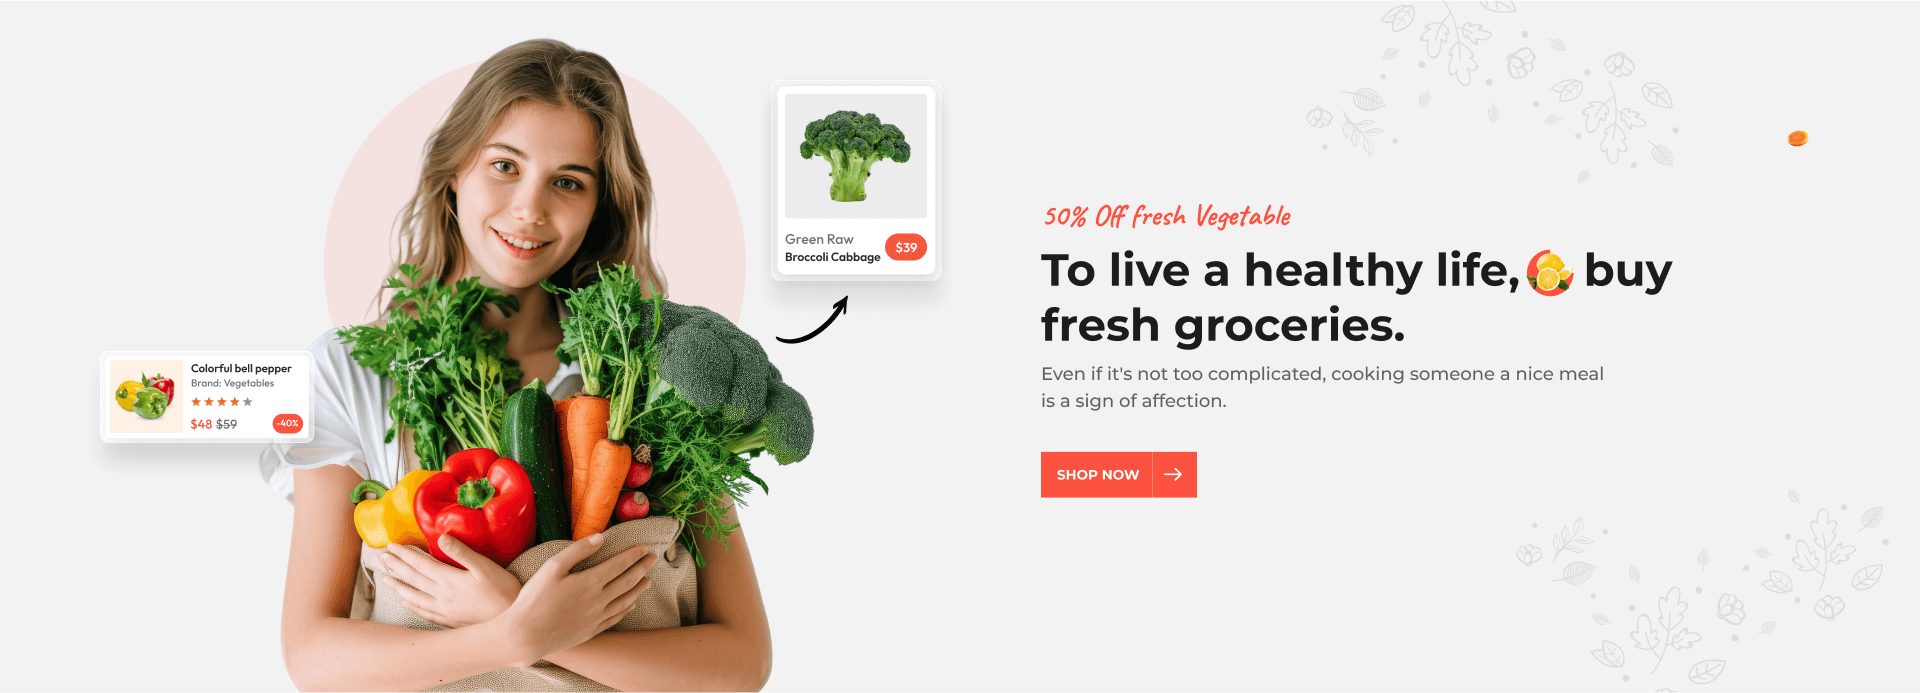 Green Raw
Broccoli Cabbage
$39
Colorful bell pepper
Brand: Vegetables
$48 $59
-40%
50% Off fresh Vegetable
To live a healthy life, buy
fresh groceries.
Even if it's not too complicated, cooking someone a nice meal
is a sign of affection.
SHOP NOW